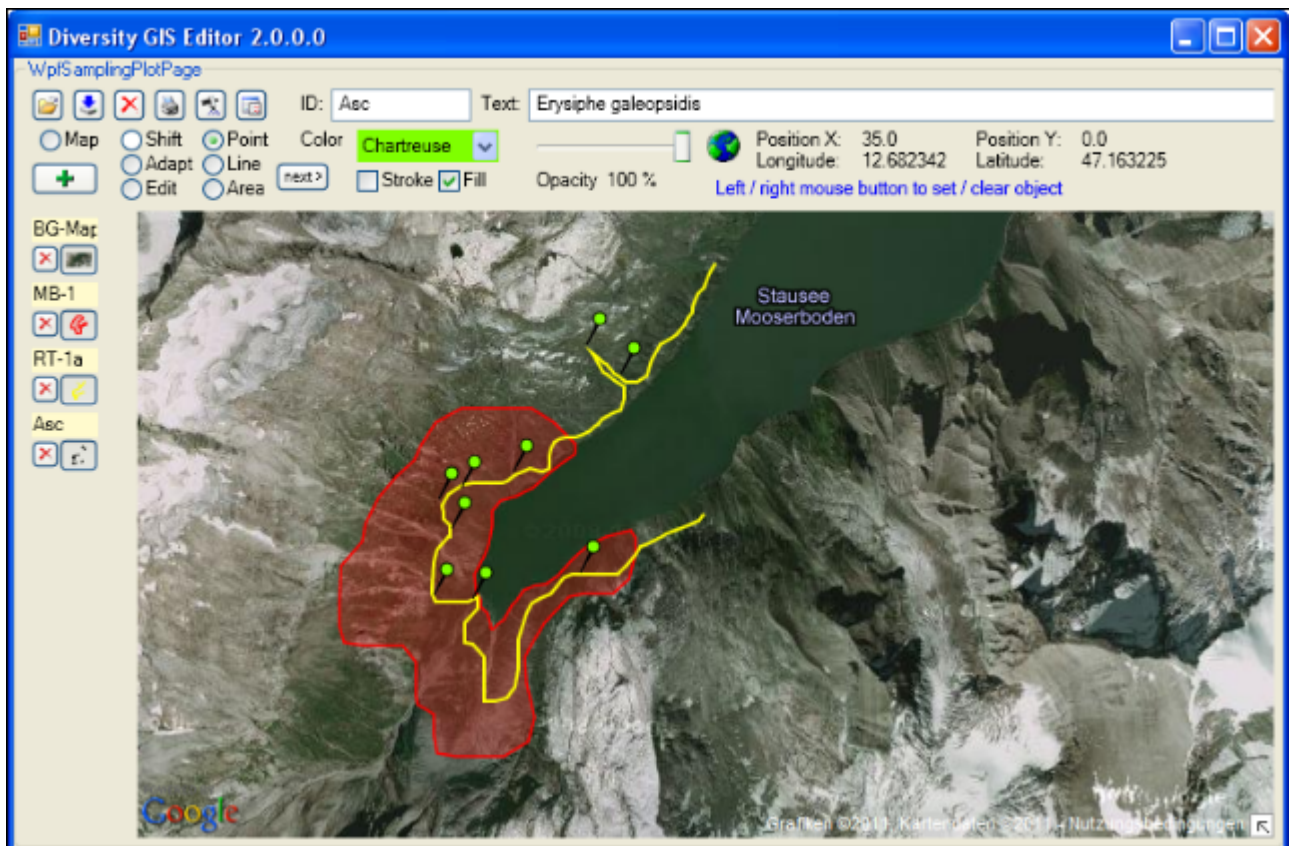 Diversity GIS Editor 2.0.0.0
WpfSamplingPlotPage
ID: Asc Text: Erysiphe galeopsidis
Map Shift Point Color Chartreuse Position X: 35.0 Position Y: 0.0
Adapt Line next > Longitude: 12.682342 Latitude: 47.163225
Edit Area Stroke Fill Opacity 100 % Left / right mouse button to set / clear object
BG-Map
MB-1
RT-1a
Asc
Stausee
Mooserboden
Google
Grafiken ©2011, Kartendaten ©2011 - Nutzungsbedingungen